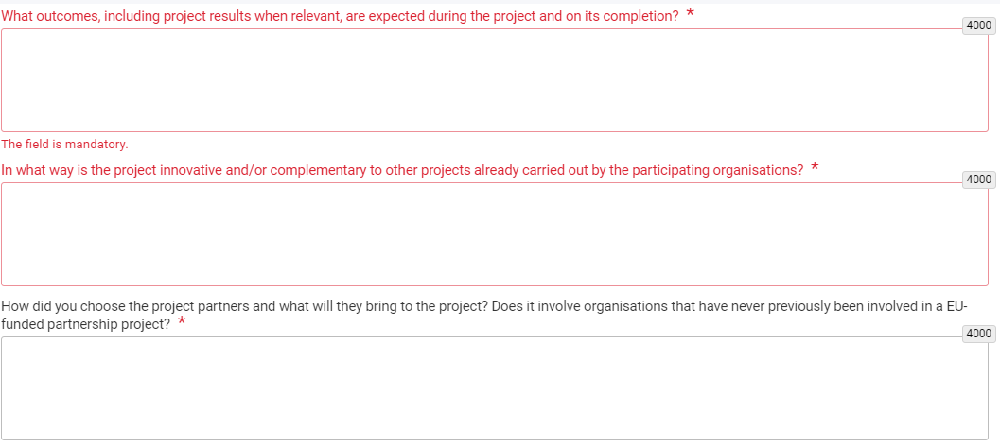 What outcomes, including project results when relevant, are expected during the project and on its completion? *
4000
The field is mandatory.
In what way is the project innovative and/or complementary to other projects already carried out by the participating organisations? *
4000
How did you choose the project partners and what will they bring to the project? Does it involve organisations that have never previously been involved in a EU-
funded partnership project? *
4000